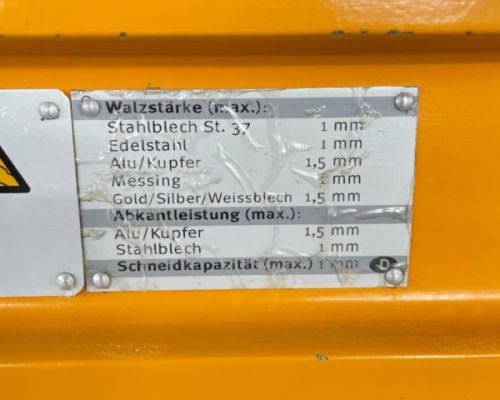 Walzstärke (max.):
Stahlblech St. 37 1 mm
Edelstahl 1 mm
Alu/Kupfer 1,5 mm
Messing 1 mm
Gold/Silber/Weissblech 1,5 mm
Abkantleistung (max.):
Alu/Kupfer 1,5 mm
Stahlblech 1 mm
Schneidkapazität (max.) 1 mm D